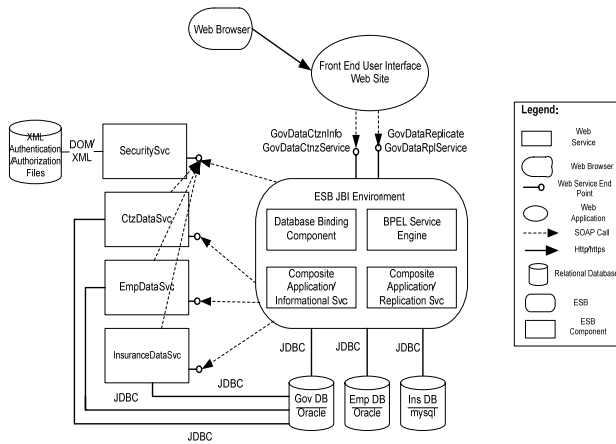 Web Browser
Front End User Interface
Web Site
GovDataCtznInfo
GovDataCtnzService
GovDataReplicate
GovDataRplService
XML
Authentication
/Authorization
Files
DOM/
XML
SecuritySvc
CtzDataSvc
EmpDataSvc
InsuranceDataSvc
ESB JBI Environment
Database Binding
Component
BPEL Service
Engine
Composite
Application/
Informational Svc
Composite
Application/
Replication Svc
JDBC
JDBC
JDBC
JDBC
JDBC
JDBC
Gov DB
Oracle
Emp DB
Oracle
Ins DB
mysql
Legend:
Web
Service
Web Browser
Web Service End
Point
Web
Application
SOAP Call
Http/https
Relational Database
ESB
ESB
Component